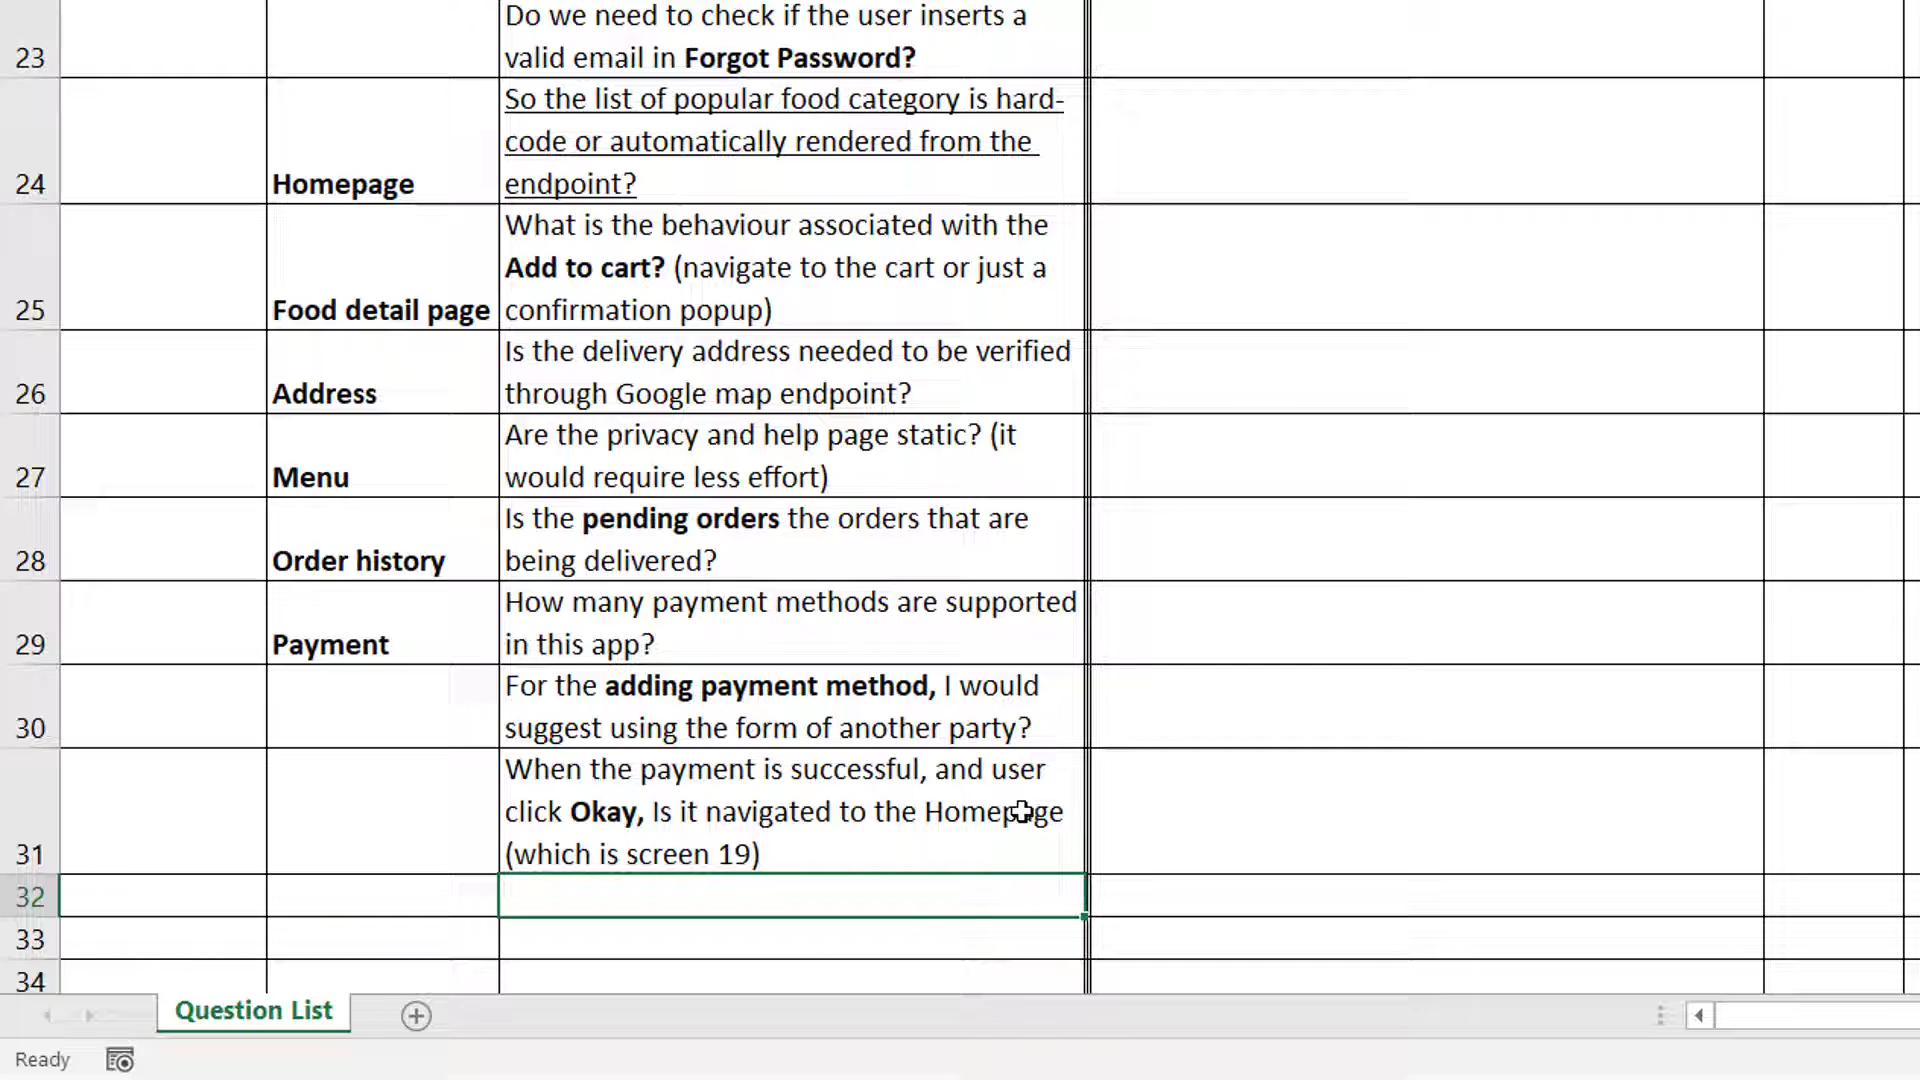 Do we need to check if the user inserts a
valid email in Forgot Password?
23
So the list of popular food category is hard-
code or automatically rendered from the
endpoint?
24
Homepage
What is the behaviour associated with the
Add to cart? (navigate to the cart or just a
confirmation popup)
25
Food detail page
Is the delivery address needed to be verified
through Google map endpoint?
26
Address
Are the privacy and help page static? (it
would require less effort)
27
Menu
Is the pending orders the orders that are
being delivered?
28
Order history
How many payment methods are supported
in this app?
29
Payment
For the adding payment method, I would
suggest using the form of another party?
30
When the payment is successful, and user
click Okay, Is it navigated to the Homepage
(which is screen 19)
31
32
33
34
Question List
Ready